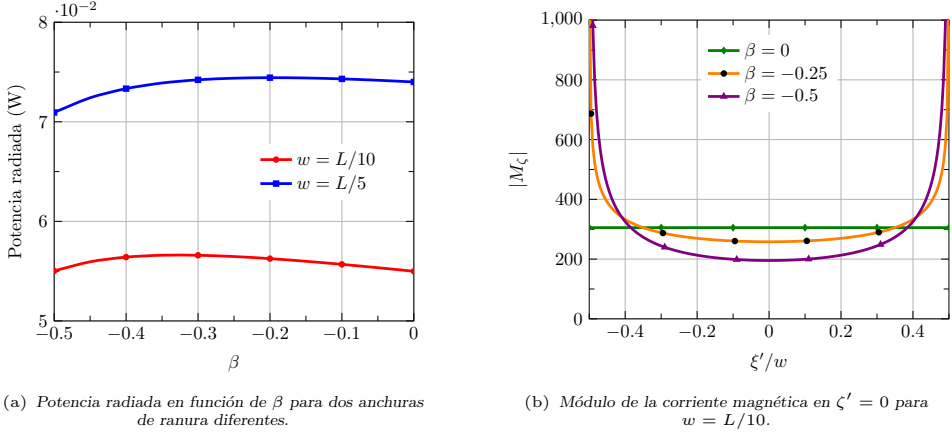 ·10⁻²
8
7
6
5
−0.5 −0.4 −0.3 −0.2 −0.1 0
β
Potencia radiada (W)
w = L/10
w = L/5
(a) Potencia radiada en función de β para dos anchuras
de ranura diferentes.
1,000
800
600
400
200
0
−0.4 −0.2 0 0.2 0.4
ξ′/w
|Mζ|
β = 0
β = −0.25
β = −0.5
(b) Módulo de la corriente magnética en ζ′ = 0 para
w = L/10.